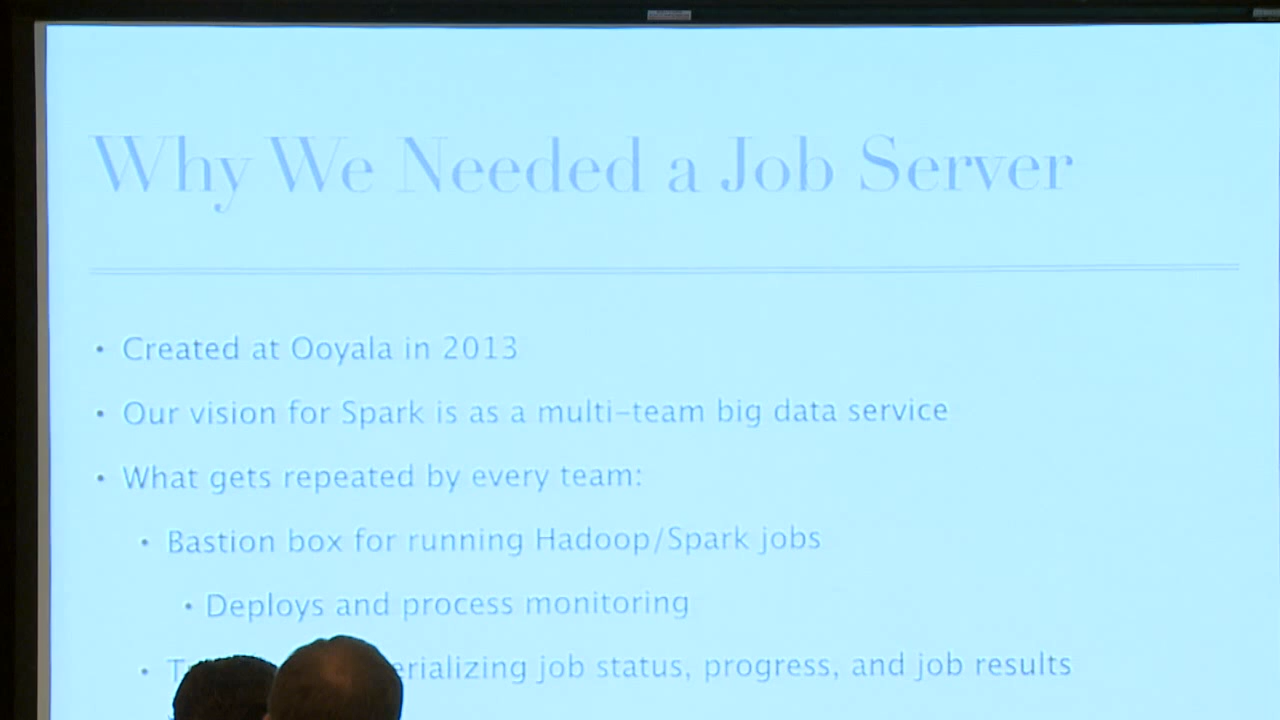 Why We Needed a Job Server
• Created at Ooyala in 2013
• Our vision for Spark is as a multi-team big data service
• What gets repeated by every team:
• Bastion box for running Hadoop/Spark jobs
• Deploys and process monitoring
• job status, progress, and job results